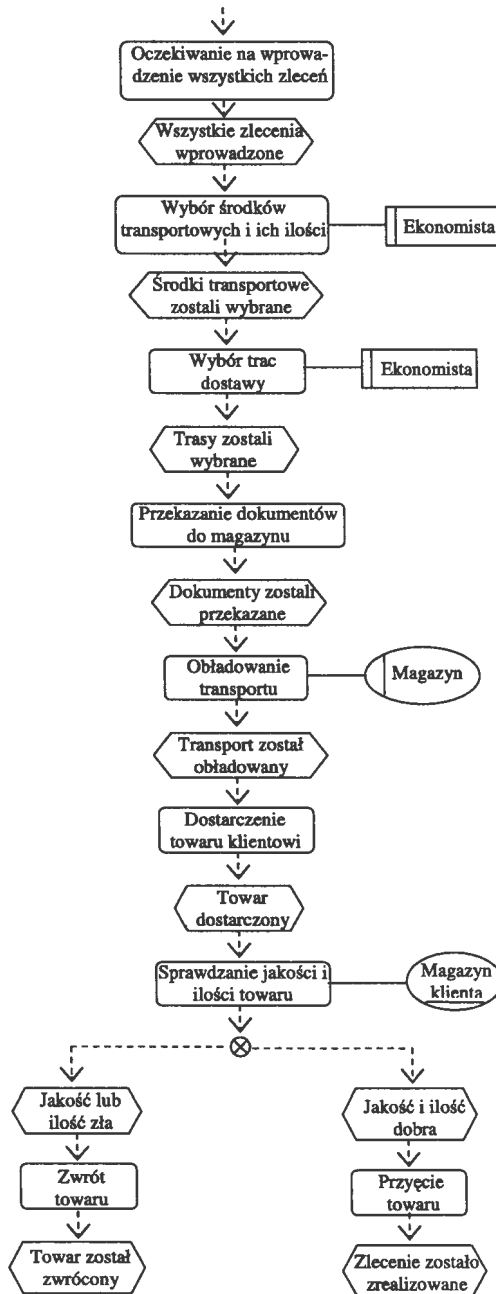 Oczekiwanie na wprowa-
dzenie wszystkich zleceń
Wszystkie zlecenia
wprowadzone
Wybór środków
transportowych i ich ilości
Ekonomista
Środki transportowe
zostali wybrane
Wybór trac
dostawy
Ekonomista
Trasy zostali
wybrane
Przekazanie dokumentów
do magazynu
Dokumenty zostali
przekazane
Obładowanie
transportu
Magazyn
Transport został
obładowany
Dostarczenie
towaru klientowi
Towar
dostarczony
Sprawdzanie jakości i
ilości towaru
Magazyn
klienta
Jakość lub
ilość zła
Zwrót
towaru
Towar został
zwrócony
Jakość i ilość
dobra
Przyęcie
towaru
Zlecenie zostało
zrealizowane